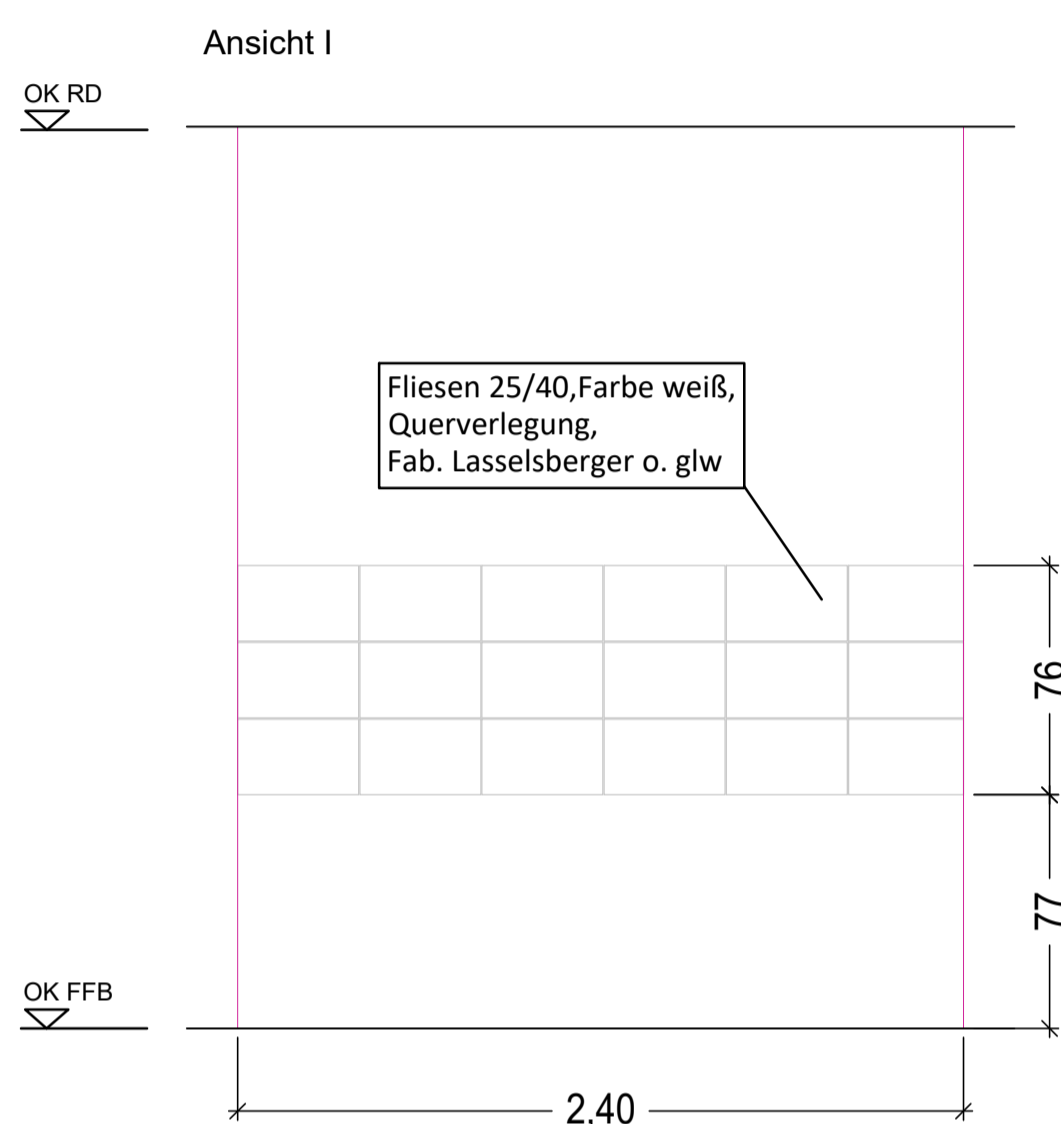 Ansicht I
OK RD
Fliesen 25/40,Farbe weiß,
Querverlegung,
Fab. Lasselsberger o. glw
76
77
OK FFB
2.40